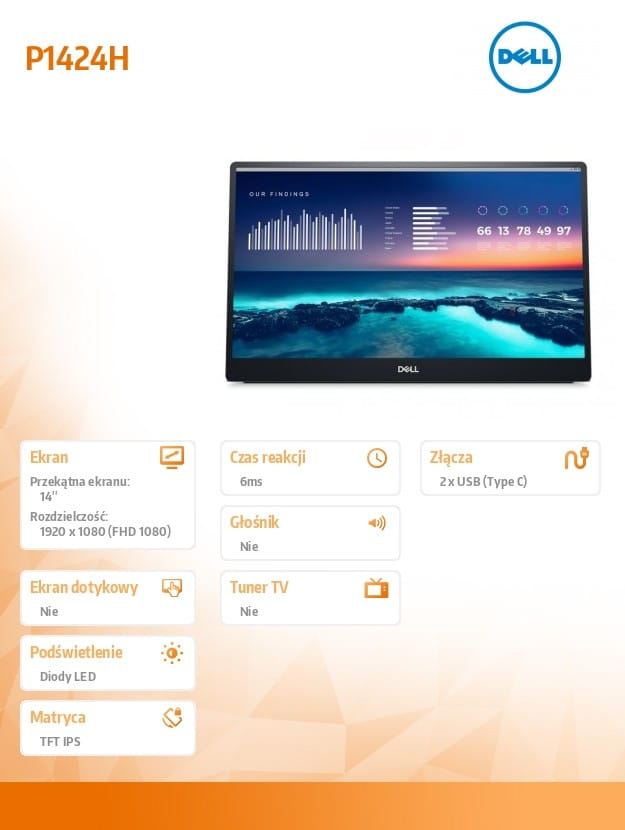 P1424H
DELL
OUR FINDINGS
66 13 78 49 97
DELL
Ekran
Przekątna ekranu:
14"
Rozdzielczość:
1920 x 1080 (FHD 1080)
Czas reakcji
6ms
Złącza
2 x USB (Type C)
Głośnik
Nie
Ekran dotykowy
Nie
Tuner TV
Nie
Podświetlenie
Diody LED
Matryca
TFT IPS